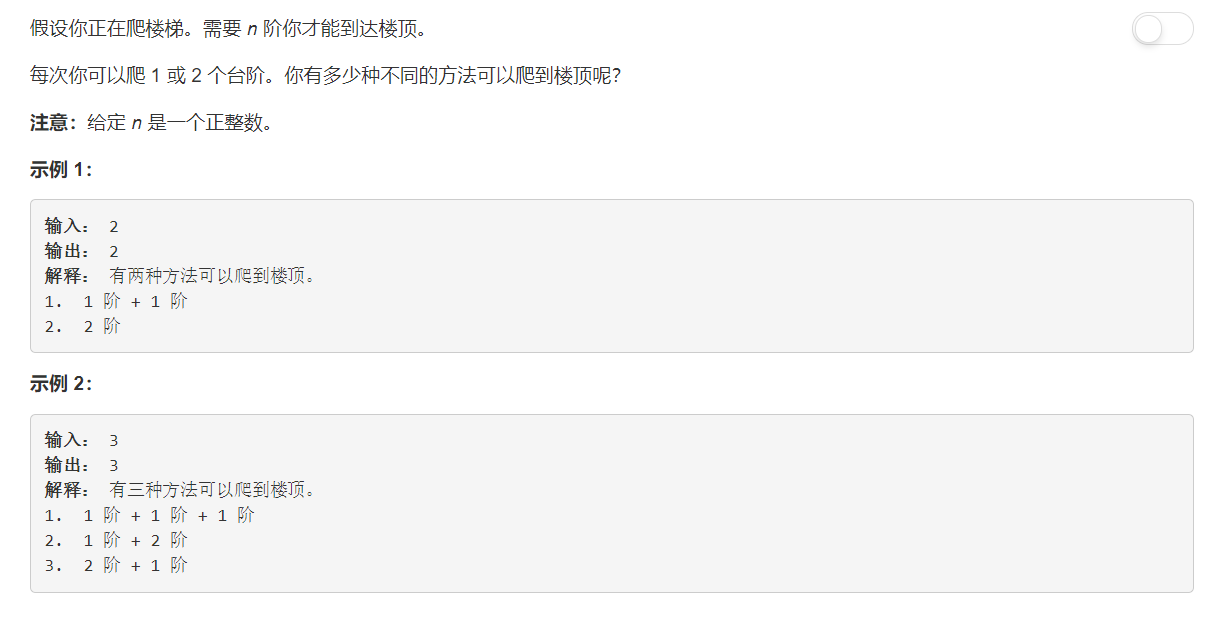 假设你正在爬楼梯。需要 n 阶你才能到达楼顶。
每次你可以爬 1 或 2 个台阶。你有多少种不同的方法可以爬到楼顶呢？
注意：给定 n 是一个正整数。
示例 1：
输入： 2
输出： 2
解释： 有两种方法可以爬到楼顶。
1. 1 阶 + 1 阶
2. 2 阶
示例 2：
输入： 3
输出： 3
解释： 有三种方法可以爬到楼顶。
1. 1 阶 + 1 阶 + 1 阶
2. 1 阶 + 2 阶
3. 2 阶 + 1 阶